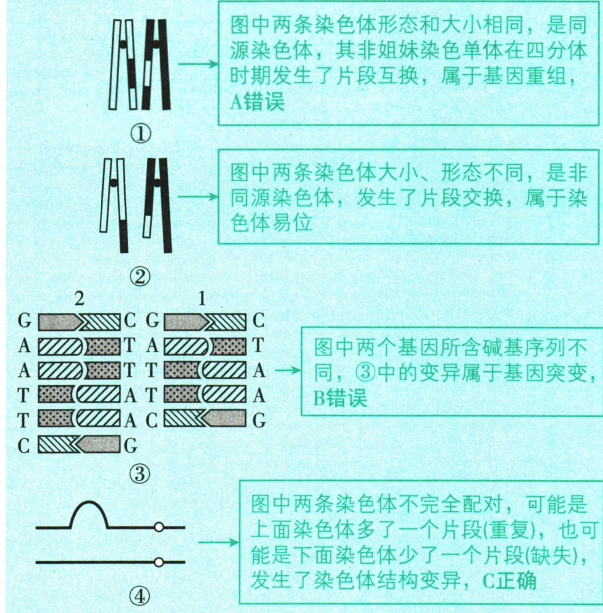 图中两条染色体形态和大小相同，是同
源染色体，其非姐妹染色单体在四分体
时期发生了片段互换，属于基因重组，
A错误
①
图中两条染色体大小、形态不同，是非
同源染色体，发生了片段交换，属于染
色体易位
②
2 1
G C G C
A T A T
A T T A
T A T A
T A C G
C G
图中两个基因所含碱基序列不
同，③中的变异属于基因突变，
B错误
③
图中两条染色体不完全配对，可能是
上面染色体多了一个片段(重复)，也可
能是下面染色体少了一个片段(缺失)，
发生了染色体结构变异，C正确
④